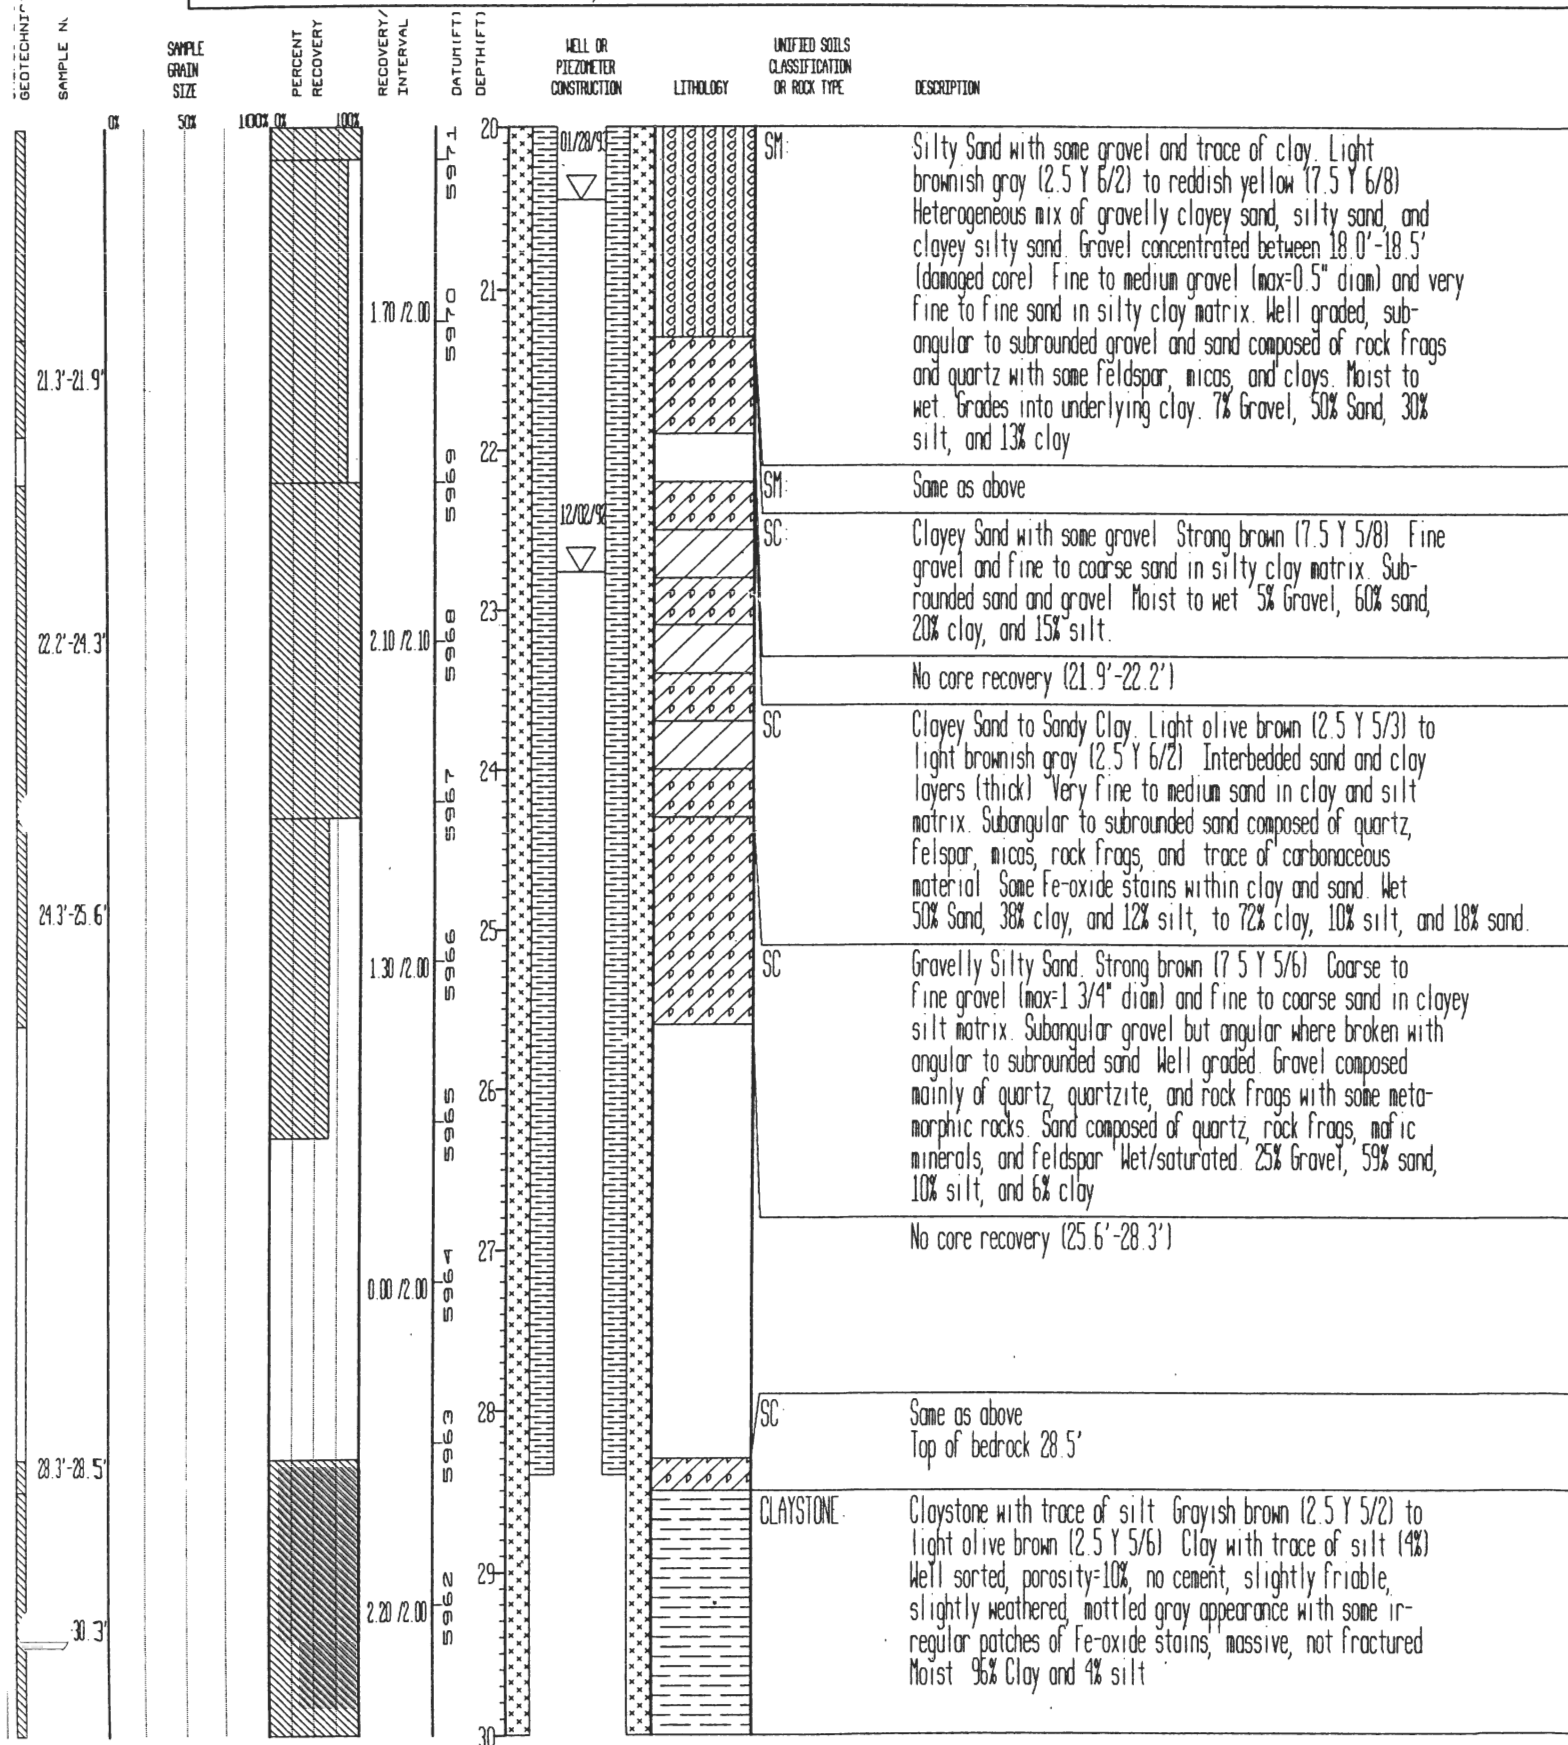 GEOTECHNIC
SAMPLE N
SAMPLE
GRAIN
SIZE
PERCENT
RECOVERY
RECOVERY/
INTERVAL
DATUM(FT)
DEPTH(FT)
WELL OR
PIEZOMETER
CONSTRUCTION
LITHOLOGY
UNIFIED SOILS
CLASSIFICATION
OR ROCK TYPE
DESCRIPTION
0% 50% 100% 0% 100%
21.3'-21.9'
22.2'-24.3'
24.3'-25.6'
28.3'-28.5'
-30.3'
1.70 /2.00
2.10 /2.10
1.30 /2.00
0.00 /2.00
2.20 /2.00
5971
5970
5969
5968
5967
5966
5965
5964
5963
5962
20
21
22
23
24
25
26
27
28
29
30
01/28/93
12/02/92
SM: Silty Sand with some gravel and trace of clay. Light
brownish gray (2.5 Y 6/2) to reddish yellow (7.5 Y 6/8)
Heterogeneous mix of gravelly clayey sand, silty sand, and
clayey silty sand. Gravel concentrated between 18.0'-18.5'
(damaged core) Fine to medium gravel (max=0.5" diam) and very
fine to fine sand in silty clay matrix. Well graded, sub-
angular to subrounded gravel and sand composed of rock frags
and quartz with some feldspar, micas, and clays. Moist to
wet. Grades into underlying clay. 7% Gravel, 50% Sand, 30%
silt, and 13% clay
SM: Same as above
SC: Clayey Sand with some gravel Strong brown (7.5 Y 5/8) Fine
gravel and fine to coarse sand in silty clay matrix. Sub-
rounded sand and gravel Moist to wet 5% Gravel, 60% sand,
20% clay, and 15% silt.
No core recovery (21.9'-22.2')
SC Clayey Sand to Sandy Clay. Light olive brown (2.5 Y 5/3) to
light brownish gray (2.5 Y 6/2) Interbedded sand and clay
layers (thick) Very fine to medium sand in clay and silt
matrix. Subangular to subrounded sand composed of quartz,
felspar, micas, rock frags, and trace of carbonaceous
material Some Fe-oxide stains within clay and sand. Wet
50% Sand, 38% clay, and 12% silt, to 72% clay, 10% silt, and 18% sand.
SC Gravelly Silty Sand. Strong brown (7 5 Y 5/6) Coarse to
fine gravel (max=1 3/4" diam) and fine to coarse sand in clayey
silt matrix. Subangular gravel but angular where broken with
angular to subrounded sand Well graded. Gravel composed
mainly of quartz, quartzite, and rock frags with some meta-
morphic rocks. Sand composed of quartz, rock frags, mafic
minerals, and feldspar Wet/saturated. 25% Gravel, 59% sand,
10% silt, and 6% clay
No core recovery (25.6'-28.3')
SC: Same as above
Top of bedrock 28.5'
CLAYSTONE: Claystone with trace of silt Grayish brown (2.5 Y 5/2) to
light olive brown (2.5 Y 5/6) Clay with trace of silt (4%)
Well sorted, porosity=10%, no cement, slightly friable,
slightly weathered, mottled gray appearance with some ir-
regular patches of Fe-oxide stains, massive, not fractured
Moist 96% Clay and 4% silt